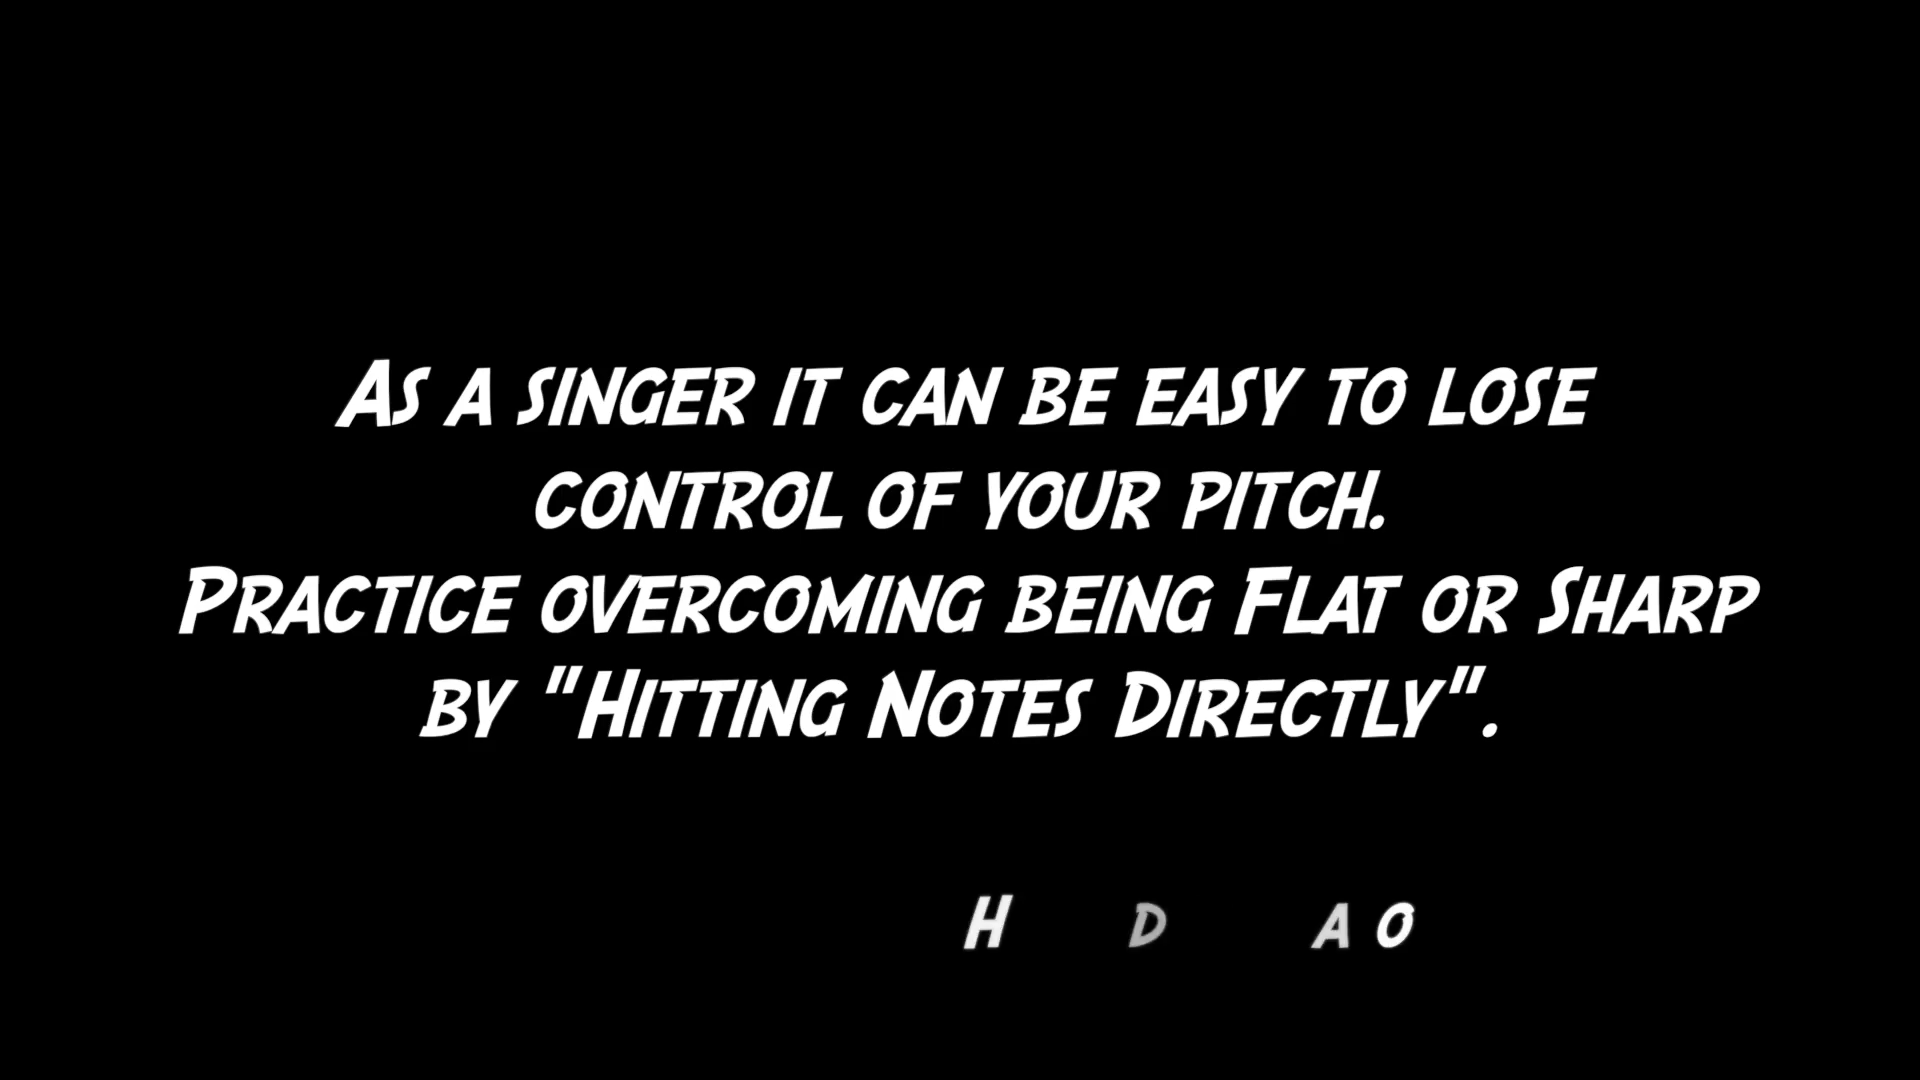 As a singer it can be easy to lose
control of your pitch.
Practice overcoming being Flat or Sharp
by "Hitting Notes Directly".
H D A O